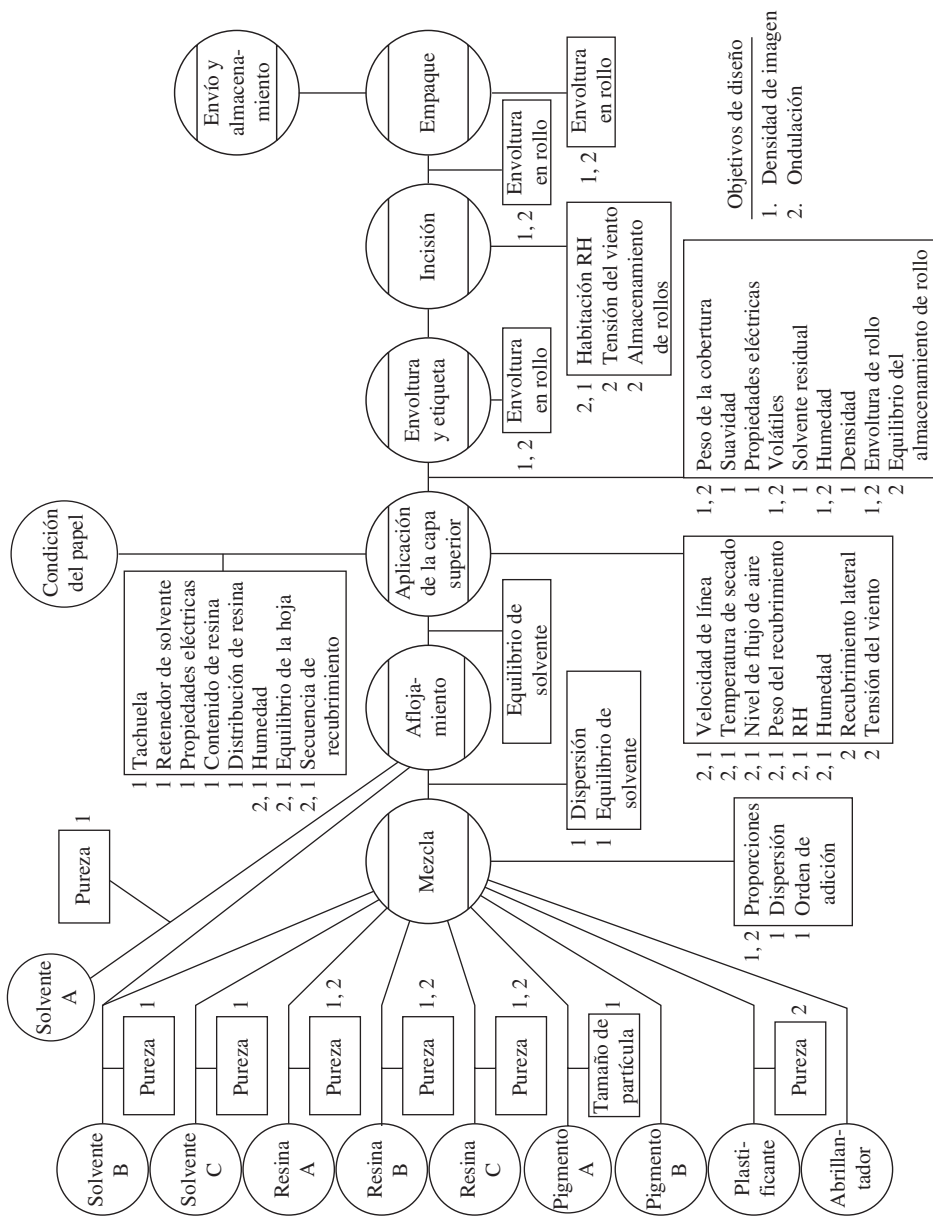 Solvente
A
Pureza
1
Solvente
B
Pureza
1
Solvente
C
Pureza
1
Resina
A
Pureza
1, 2
Resina
B
Pureza
1, 2
Resina
C
Pureza
1, 2
Pigmento
A
Tamaño de
partícula
1
Pigmento
B
Plasti-
ficante
Pureza
2
Abrillan-
tador
Mezcla
1, 2 Proporciones
1 Dispersión
1 Orden de
adición
1 Dispersión
1 Equilibrio de
solvente
Afloja-
miento
Equilibrio de
solvente
Condición
del papel
1 Tachuela
1 Retenedor de solvente
1 Propiedades eléctricas
1 Contenido de resina
1 Distribución de resina
2, 1 Humedad
2, 1 Equilibrio de la hoja
2, 1 Secuencia de
recubrimiento
Aplicación
de la capa
superior
2, 1 Velocidad de línea
2, 1 Temperatura de secado
2, 1 Nivel de flujo de aire
2, 1 Peso del recubrimiento
2, 1 RH
2, 1 Humedad
2 Recubrimiento lateral
2 Tensión del viento
1, 2 Peso de la cobertura
1 Suavidad
1 Propiedades eléctricas
1, 2 Volátiles
1 Solvente residual
1, 2 Humedad
1 Densidad
1, 2 Envoltura de rollo
2 Equilibrio del
almacenamiento de rollo
Envoltura
y etiqueta
1, 2
Envoltura
en rollo
Incisión
2, 1 Habitación RH
2 Tensión del viento
2 Almacenamiento
de rollos
1, 2
Envoltura
en rollo
Empaque
1, 2
Envoltura
en rollo
Envío y
almacena-
miento
Objetivos de diseño
1. Densidad de imagen
2. Ondulación